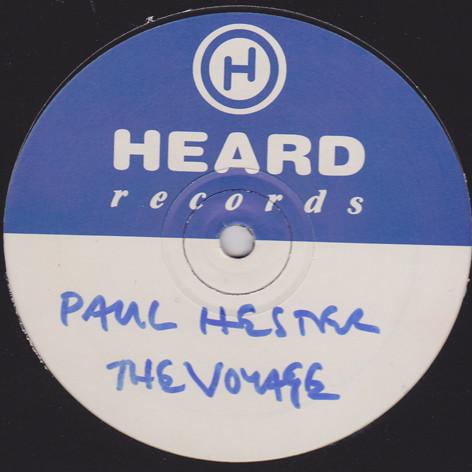 H
HEARD
records
PAUL HESTER
THE VOYAGE